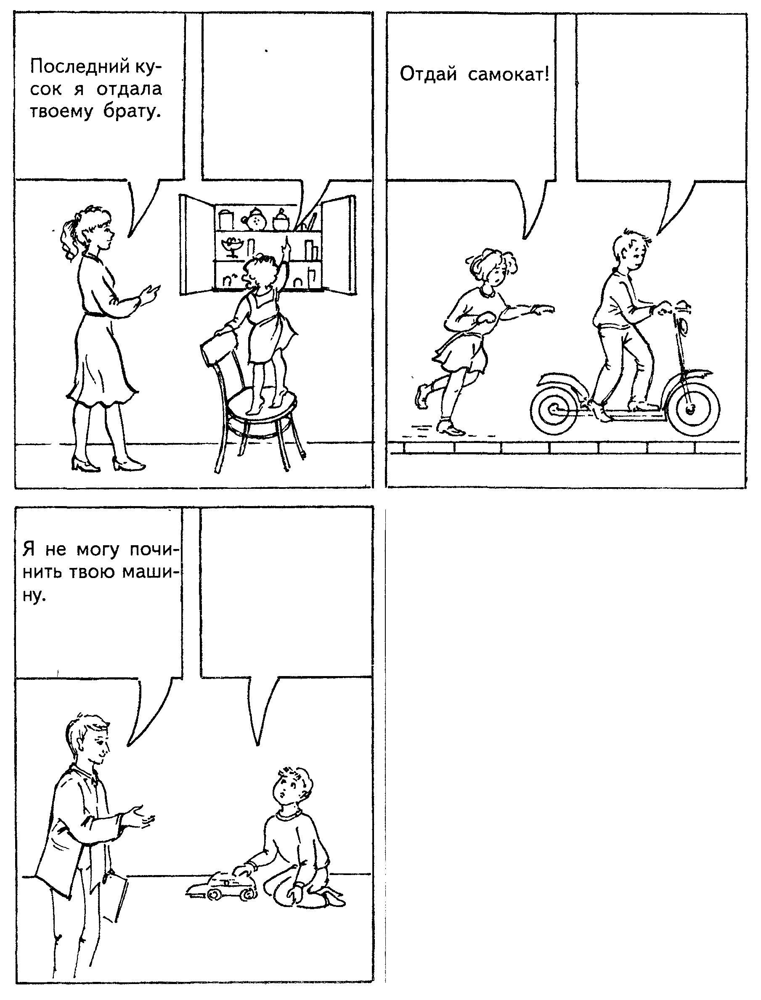 Последний ку-
сок я отдала
твоему брату.
Отдай самокат!
Я не могу почи-
нить твою маши-
ну.